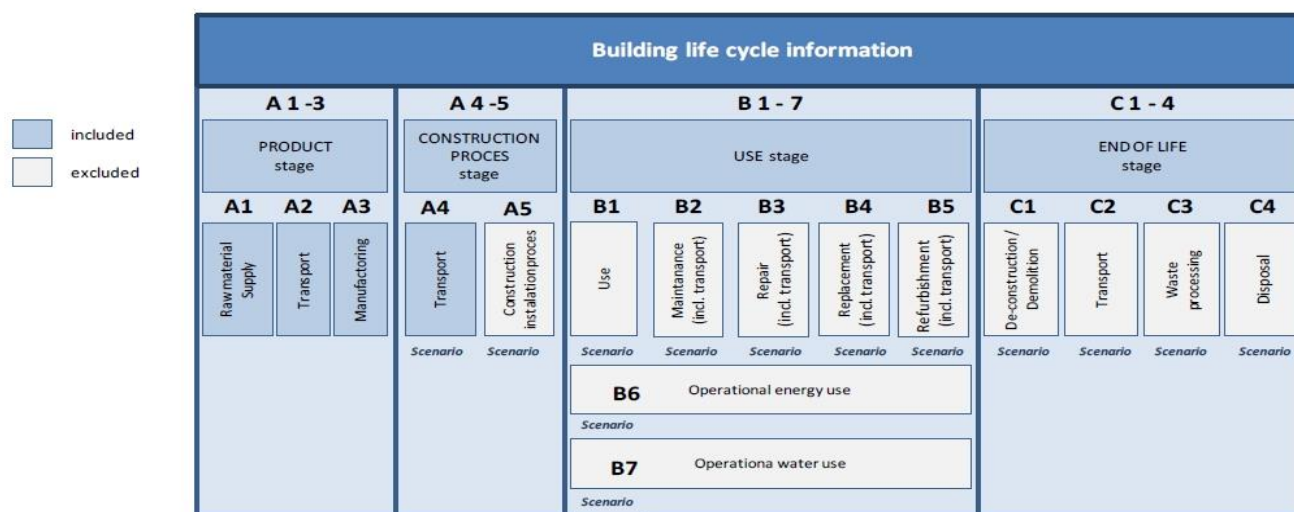 Building life cycle information
included
excluded
A 1 -3
A 4 -5
B 1 - 7
C 1 - 4
PRODUCT
stage
CONSTRUCTION
PROCES
stage
USE stage
END OF LIFE
stage
A1
A2
A3
A4
A5
B1
B2
B3
B4
B5
C1
C2
C3
C4
Raw material
Supply
Transport
Manufactoring
Transport
Construction
instalation proces
Use
Maintanance
(incl. transport)
Repair
(incl. transport)
Replacement
(incl. transport)
Refurbishment
(incl. transport)
De-construction /
Demolition
Transport
Waste
processing
Disposal
Scenario
Scenario
Scenario
Scenario
Scenario
Scenario
Scenario
Scenario
Scenario
Scenario
Scenario
B6
Operational energy use
Scenario
B7
Operationa water use
Scenario